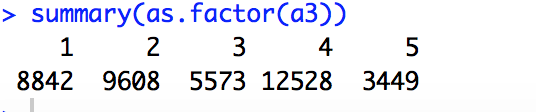 > summary(as.factor(a3))
1 2 3 4 5
8842 9608 5573 12528 3449